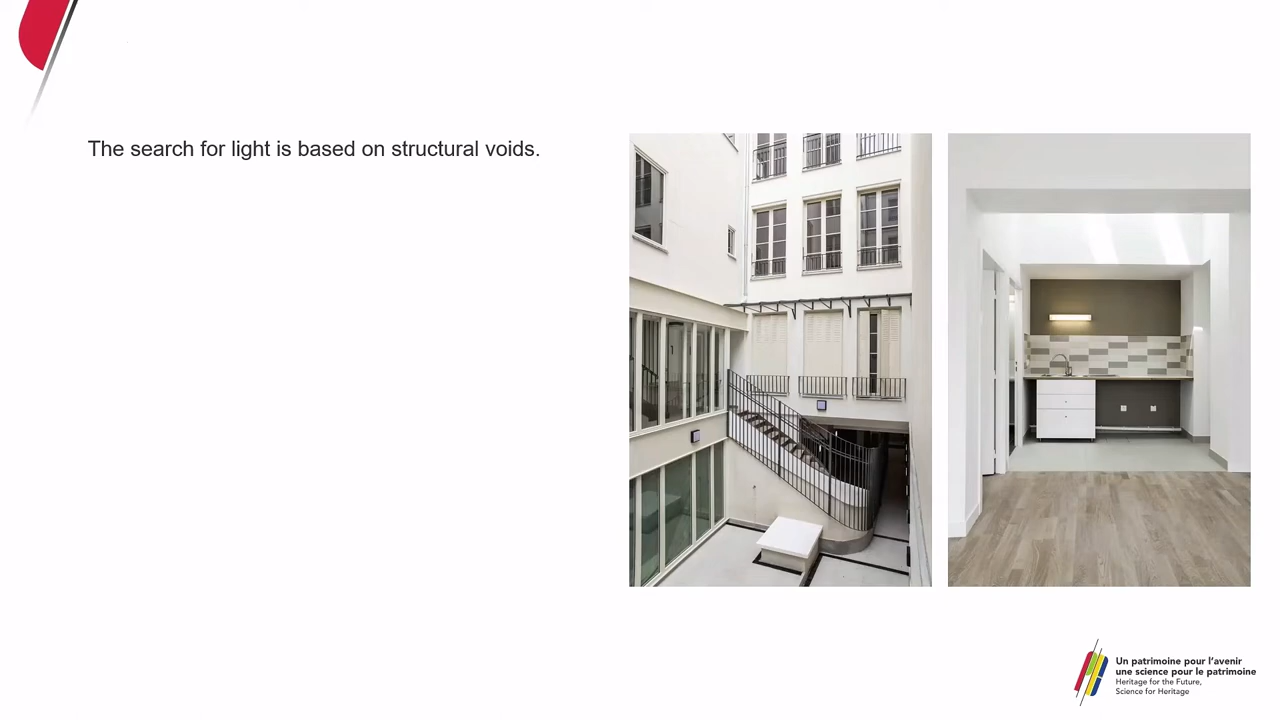 The search for light is based on structural voids.
Un patrimoine pour l'avenir
une science pour le patrimoine
Heritage for the Future,
Science for Heritage